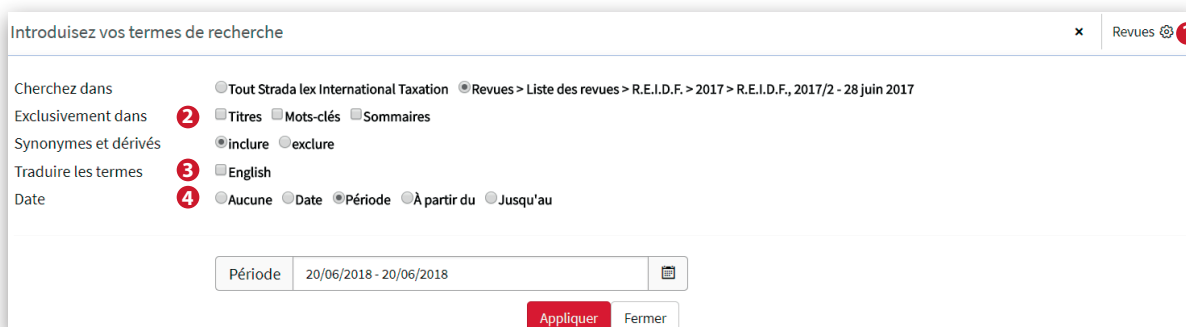 Introduisez vos termes de recherche × Revues 1
Cherchez dans Tout Strada lex International Taxation Revues > Liste des revues > R.E.I.D.F. > 2017 > R.E.I.D.F., 2017/2 - 28 juin 2017
Exclusivement dans 2 Titres Mots-clés Sommaires
Synonymes et dérivés inclure exclure
Traduire les termes 3 English
Date 4 Aucune Date Période À partir du Jusqu'au
Période 20/06/2018 - 20/06/2018
Appliquer Fermer